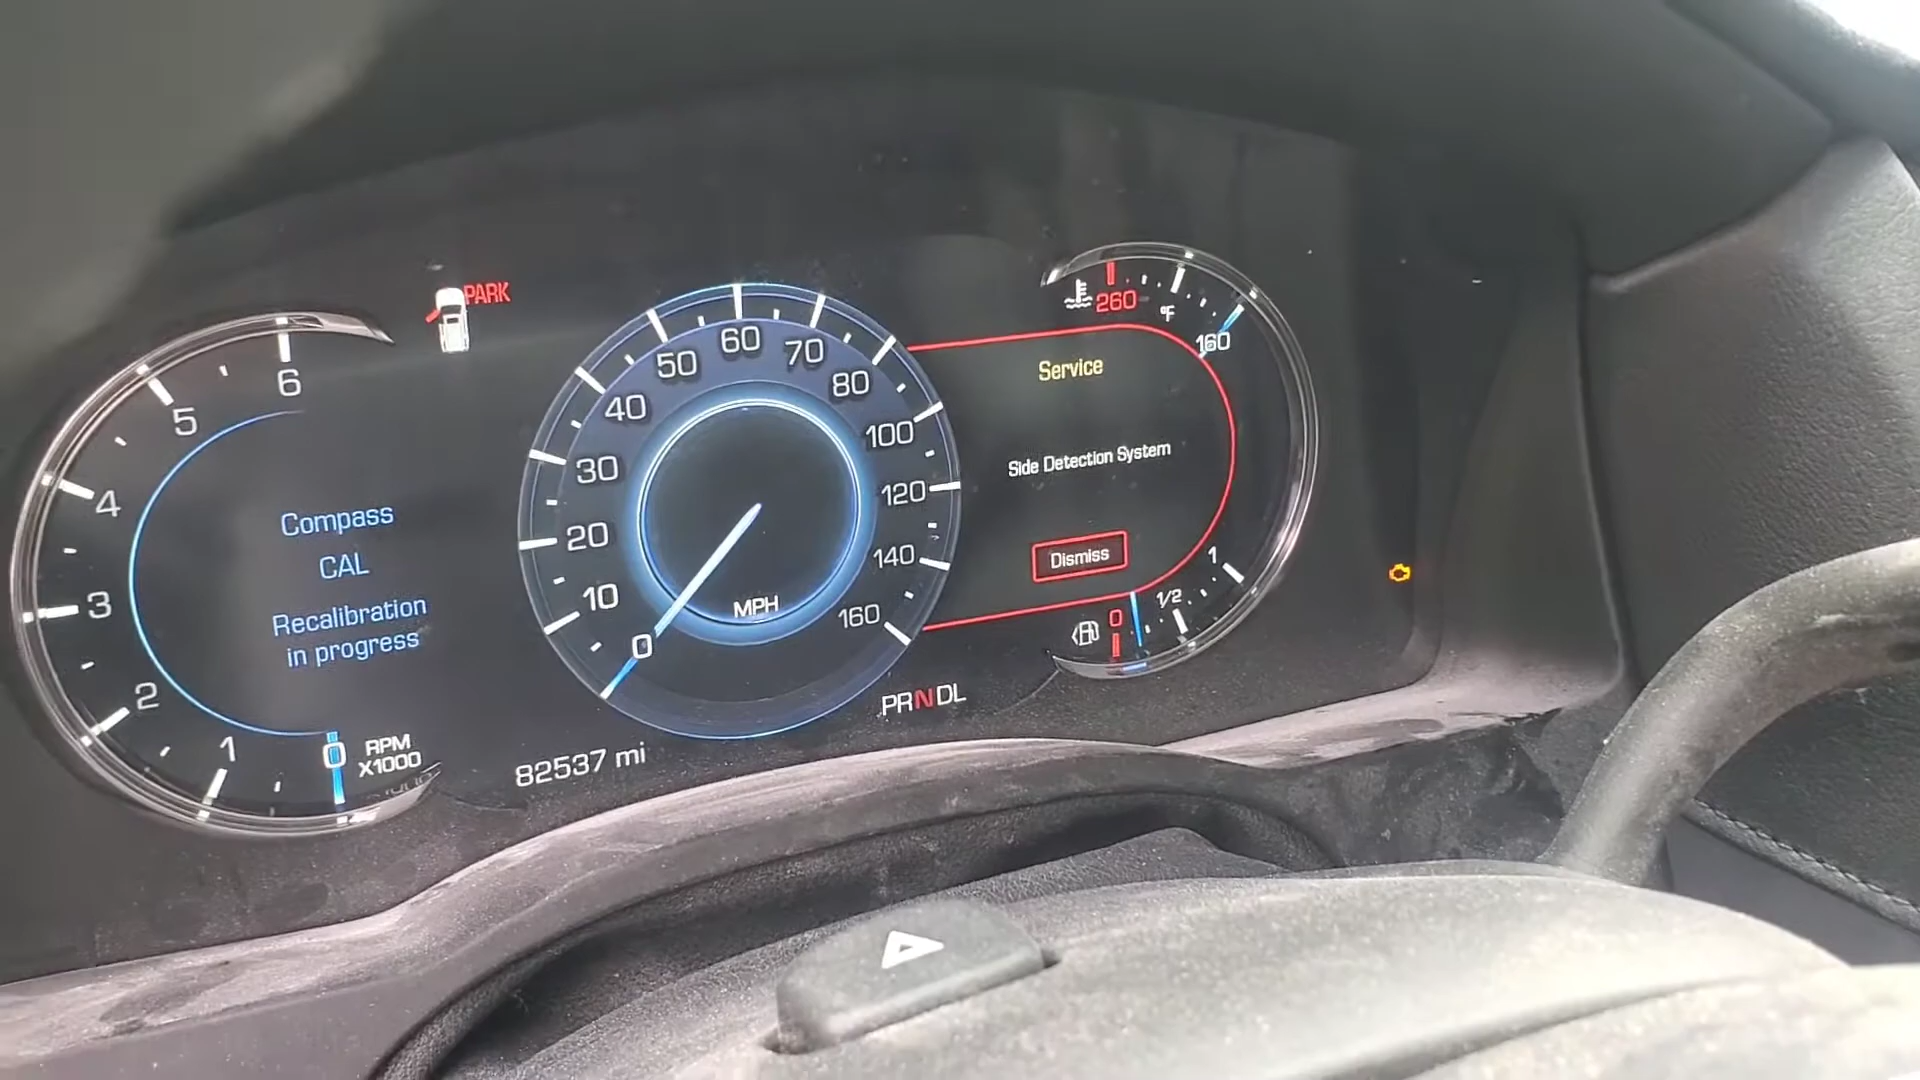 PARK
6
5
4
3
2
1
0
RPM
X1000
Compass
CAL
Recalibration
in progress
0
10
20
30
40
50
60
70
80
100
120
140
160
MPH
82537 mi
PRNDL
260
°F
160
Service
Side Detection System
Dismiss
0
1/2
1